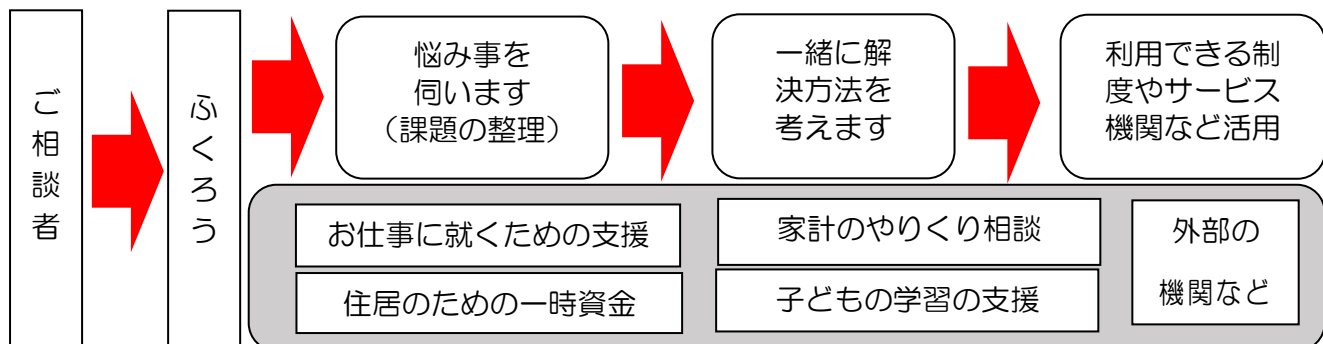 ご相談者
ふくろう
悩み事を
伺います
（課題の整理）
一緒に解
決方法を
考えます
利用できる制
度やサービス
機関など活用
お仕事に就くための支援
家計のやりくり相談
外部の
機関など
住居のための一時資金
子どもの学習の支援